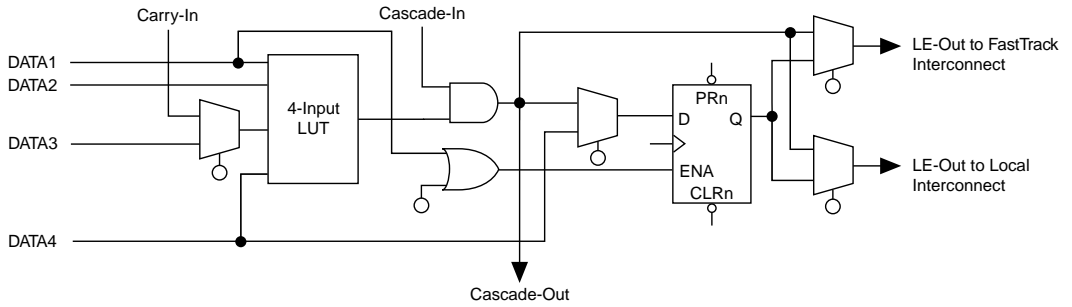 Carry-In
Cascade-In
DATA1
DATA2
DATA3
DATA4
4-Input
LUT
PRn
D
Q
ENA
CLRn
LE-Out to FastTrack
Interconnect
LE-Out to Local
Interconnect
Cascade-Out